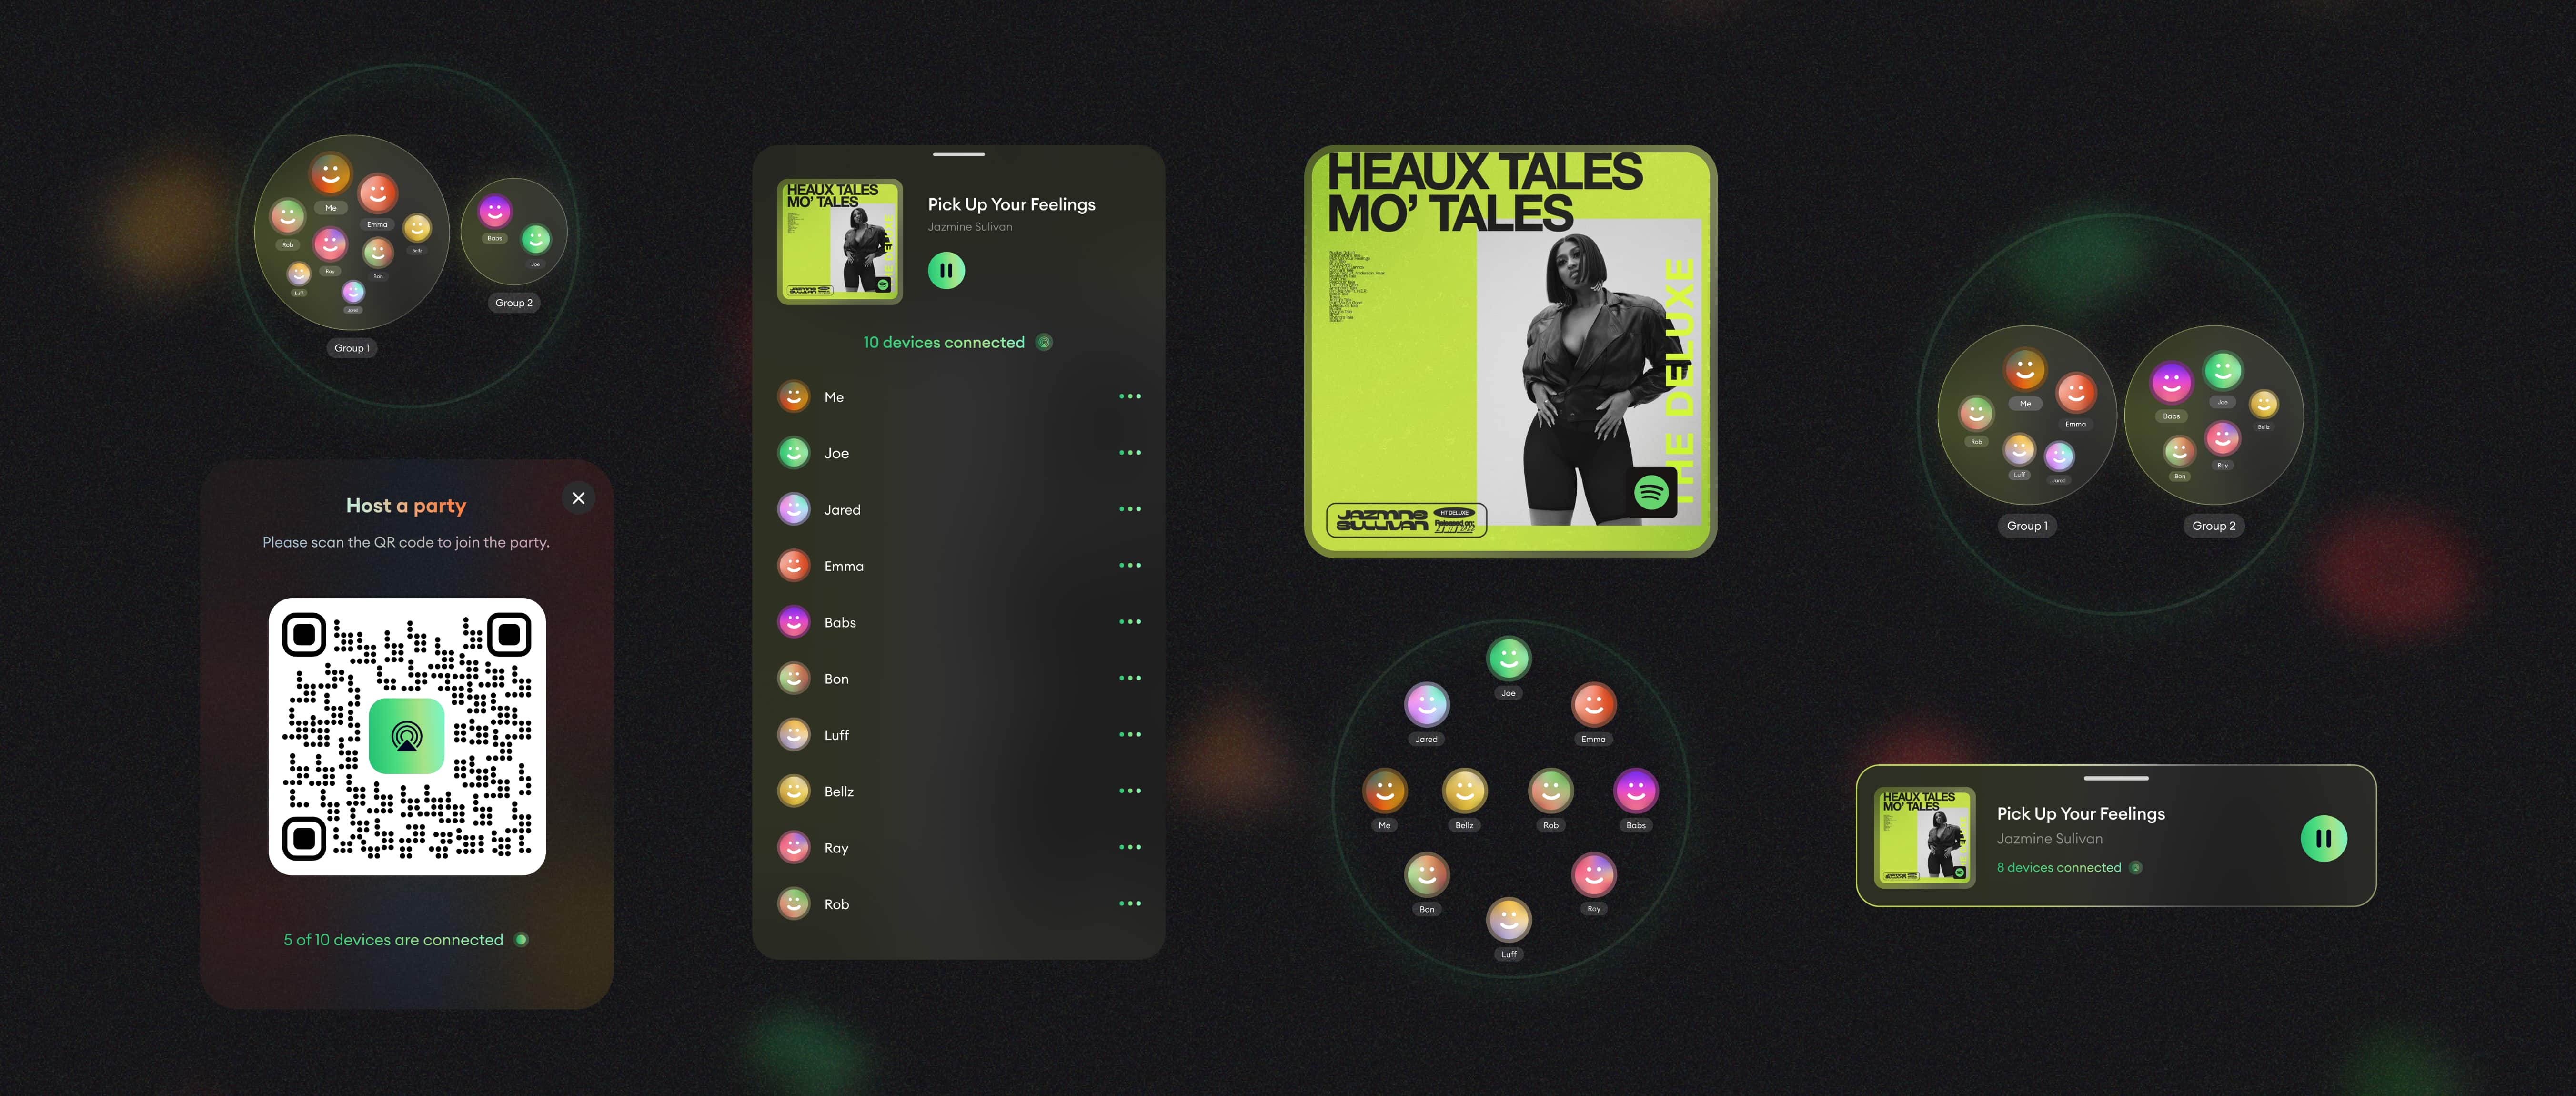 Me
Emma
Rob
Bellz
Ray
Bon
Luff
Jared
Group 1
Babs
Joe
Group 2
Host a party
Please scan the QR code to join the party.
5 of 10 devices are connected
HEAUX TALES
MO' TALES
Pick Up Your Feelings
Jazmine Sulivan
10 devices connected
Me
Joe
Jared
Emma
Babs
Bon
Luff
Bellz
Ray
Rob
HEAUX TALES
MO' TALES
THE DELUXE
JAZMINE
SULLIVAN
HT DELUXE
Released on:
Joe
Jared
Emma
Me
Bellz
Rob
Babs
Bon
Ray
Luff
Me
Emma
Rob
Luff
Jared
Group 1
Babs
Joe
Bellz
Ray
Bon
Group 2
HEAUX TALES
MO' TALES
Pick Up Your Feelings
Jazmine Sulivan
8 devices connected